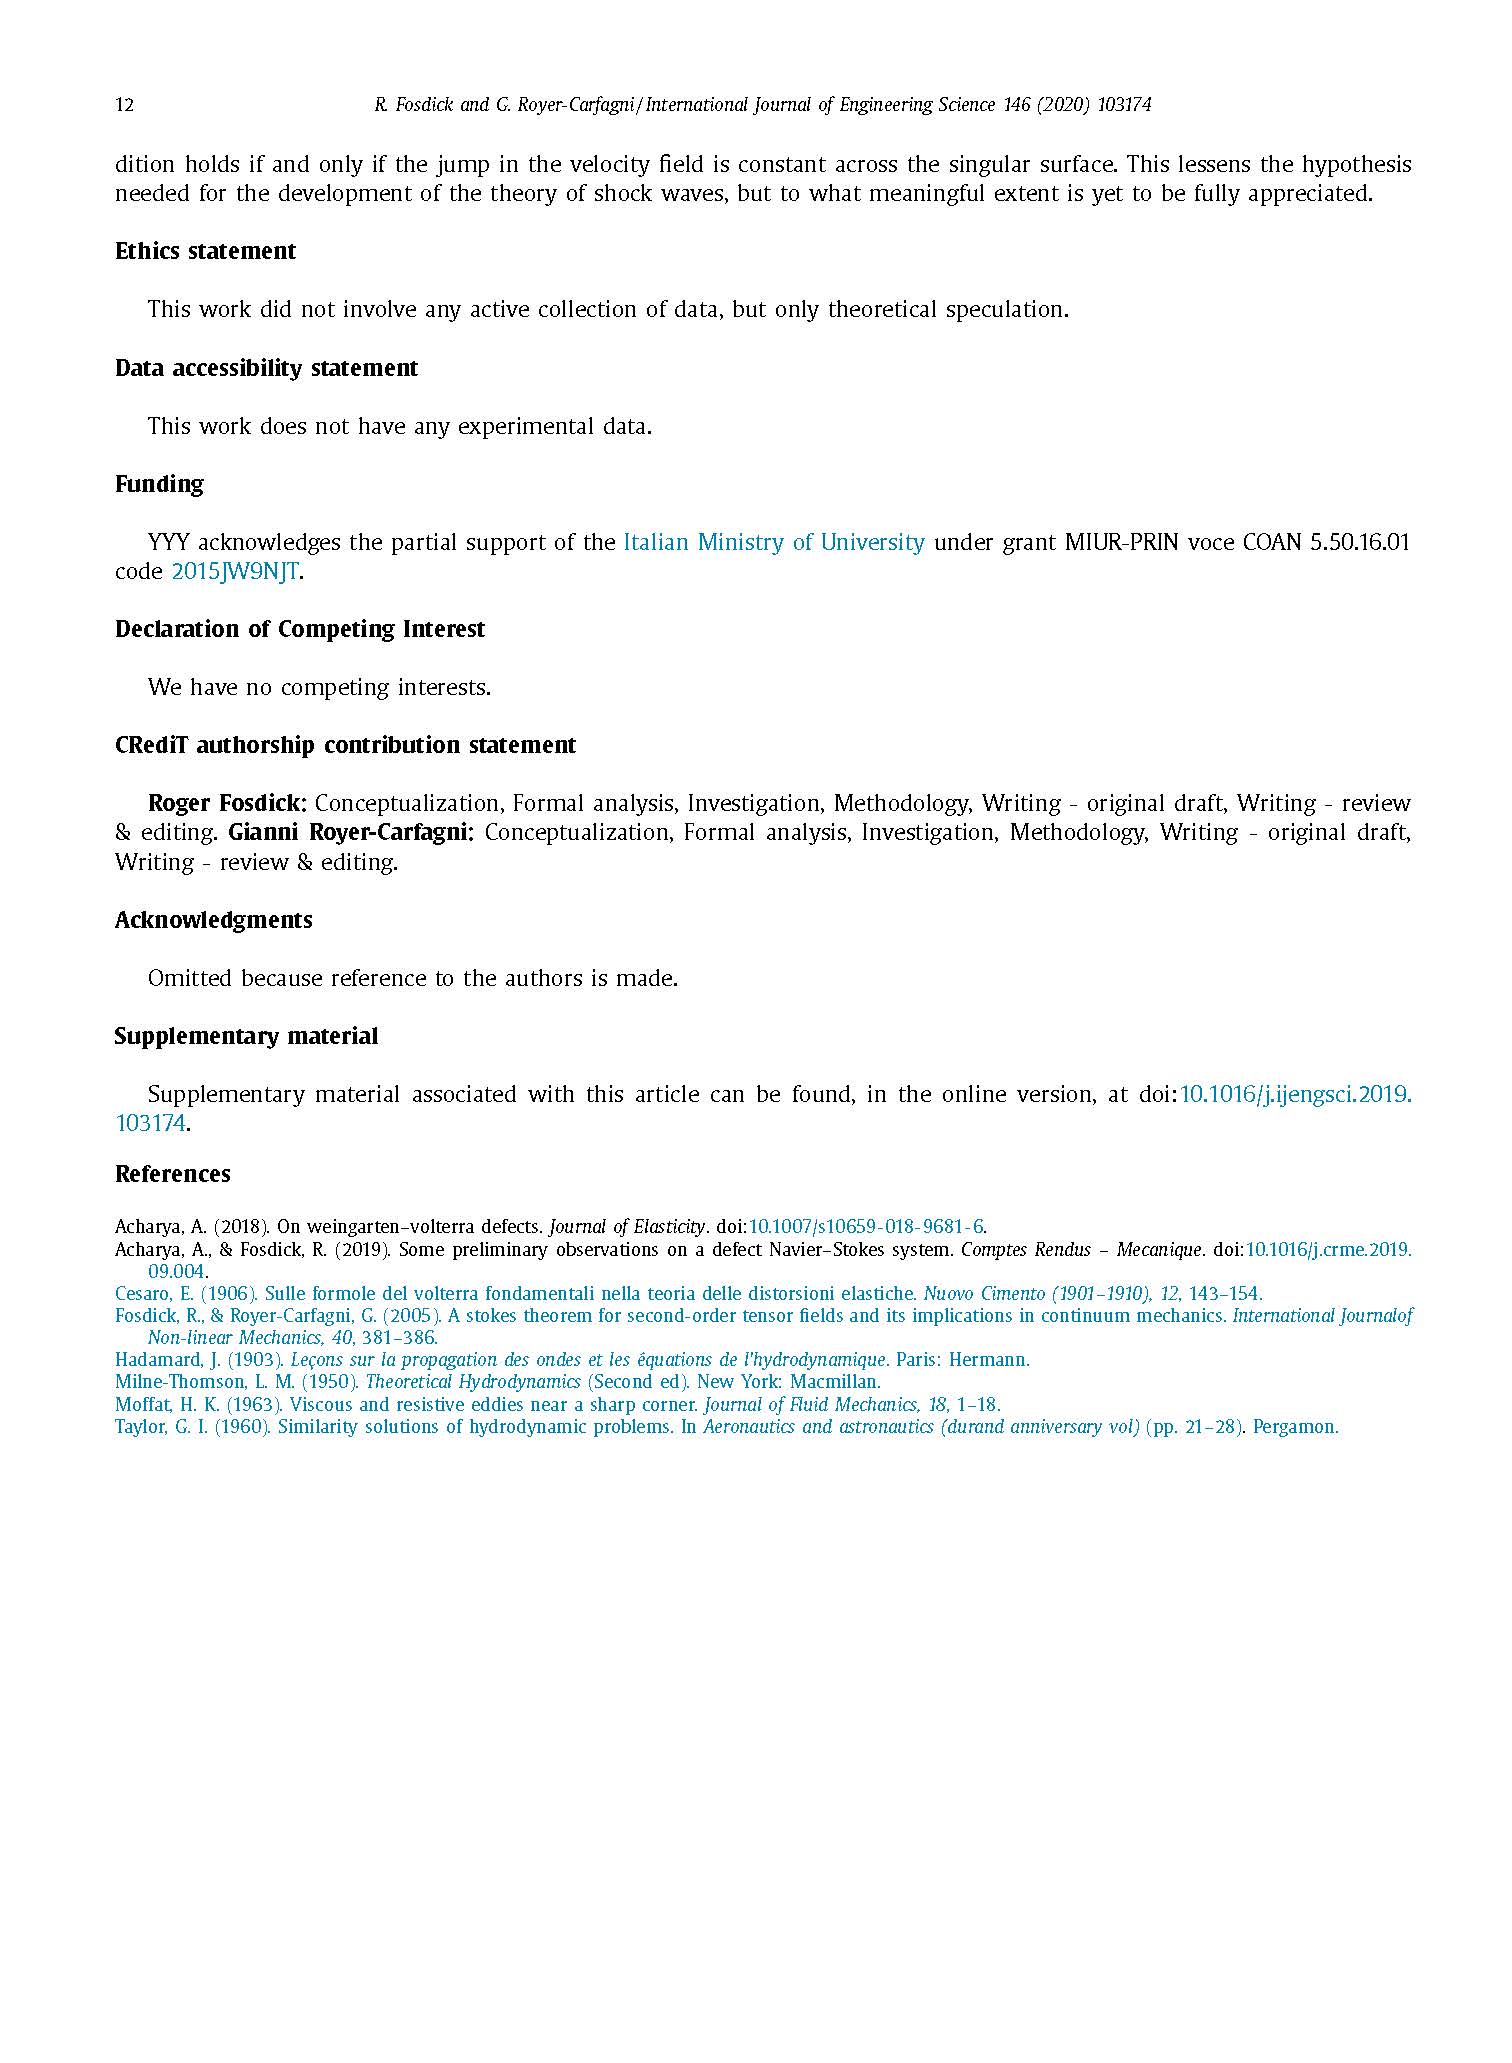 12
R. Fosdick and G. Royer-Carfagni / International Journal of Engineering Science 146 (2020) 103174
dition holds if and only if the jump in the velocity field is constant across the singular surface. This lessens the hypothesis
needed for the development of the theory of shock waves, but to what meaningful extent is yet to be fully appreciated.
Ethics statement
This work did not involve any active collection of data, but only theoretical speculation.
Data accessibility statement
This work does not have any experimental data.
Funding
YYY acknowledges the partial support of the Italian Ministry of University under grant MIUR-PRIN voce COAN 5.50.16.01
code 2015JW9NJT.
Declaration of Competing Interest
We have no competing interests.
CRediT authorship contribution statement
Roger Fosdick: Conceptualization, Formal analysis, Investigation, Methodology, Writing - original draft, Writing - review
& editing. Gianni Royer-Carfagni: Conceptualization, Formal analysis, Investigation, Methodology, Writing - original draft,
Writing - review & editing.
Acknowledgments
Omitted because reference to the authors is made.
Supplementary material
Supplementary material associated with this article can be found, in the online version, at doi:10.1016/j.ijengsci.2019.
103174.
References
Acharya, A. (2018). On weingarten–volterra defects. Journal of Elasticity. doi:10.1007/s10659-018-9681-6.
Acharya, A., & Fosdick, R. (2019). Some preliminary observations on a defect Navier–Stokes system. Comptes Rendus – Mecanique. doi:10.1016/j.crme.2019.
09.004.
Cesaro, E. (1906). Sulle formole del volterra fondamentali nella teoria delle distorsioni elastiche. Nuovo Cimento (1901–1910), 12, 143–154.
Fosdick, R., & Royer-Carfagni, G. (2005). A stokes theorem for second-order tensor fields and its implications in continuum mechanics. International Journalof
Non-linear Mechanics, 40, 381–386.
Hadamard, J. (1903). Leçons sur la propagation des ondes et les équations de l'hydrodynamique. Paris: Hermann.
Milne-Thomson, L. M. (1950). Theoretical Hydrodynamics (Second ed). New York: Macmillan.
Moffat, H. K. (1963). Viscous and resistive eddies near a sharp corner. Journal of Fluid Mechanics, 18, 1–18.
Taylor, G. I. (1960). Similarity solutions of hydrodynamic problems. In Aeronautics and astronautics (durand anniversary vol) (pp. 21–28). Pergamon.